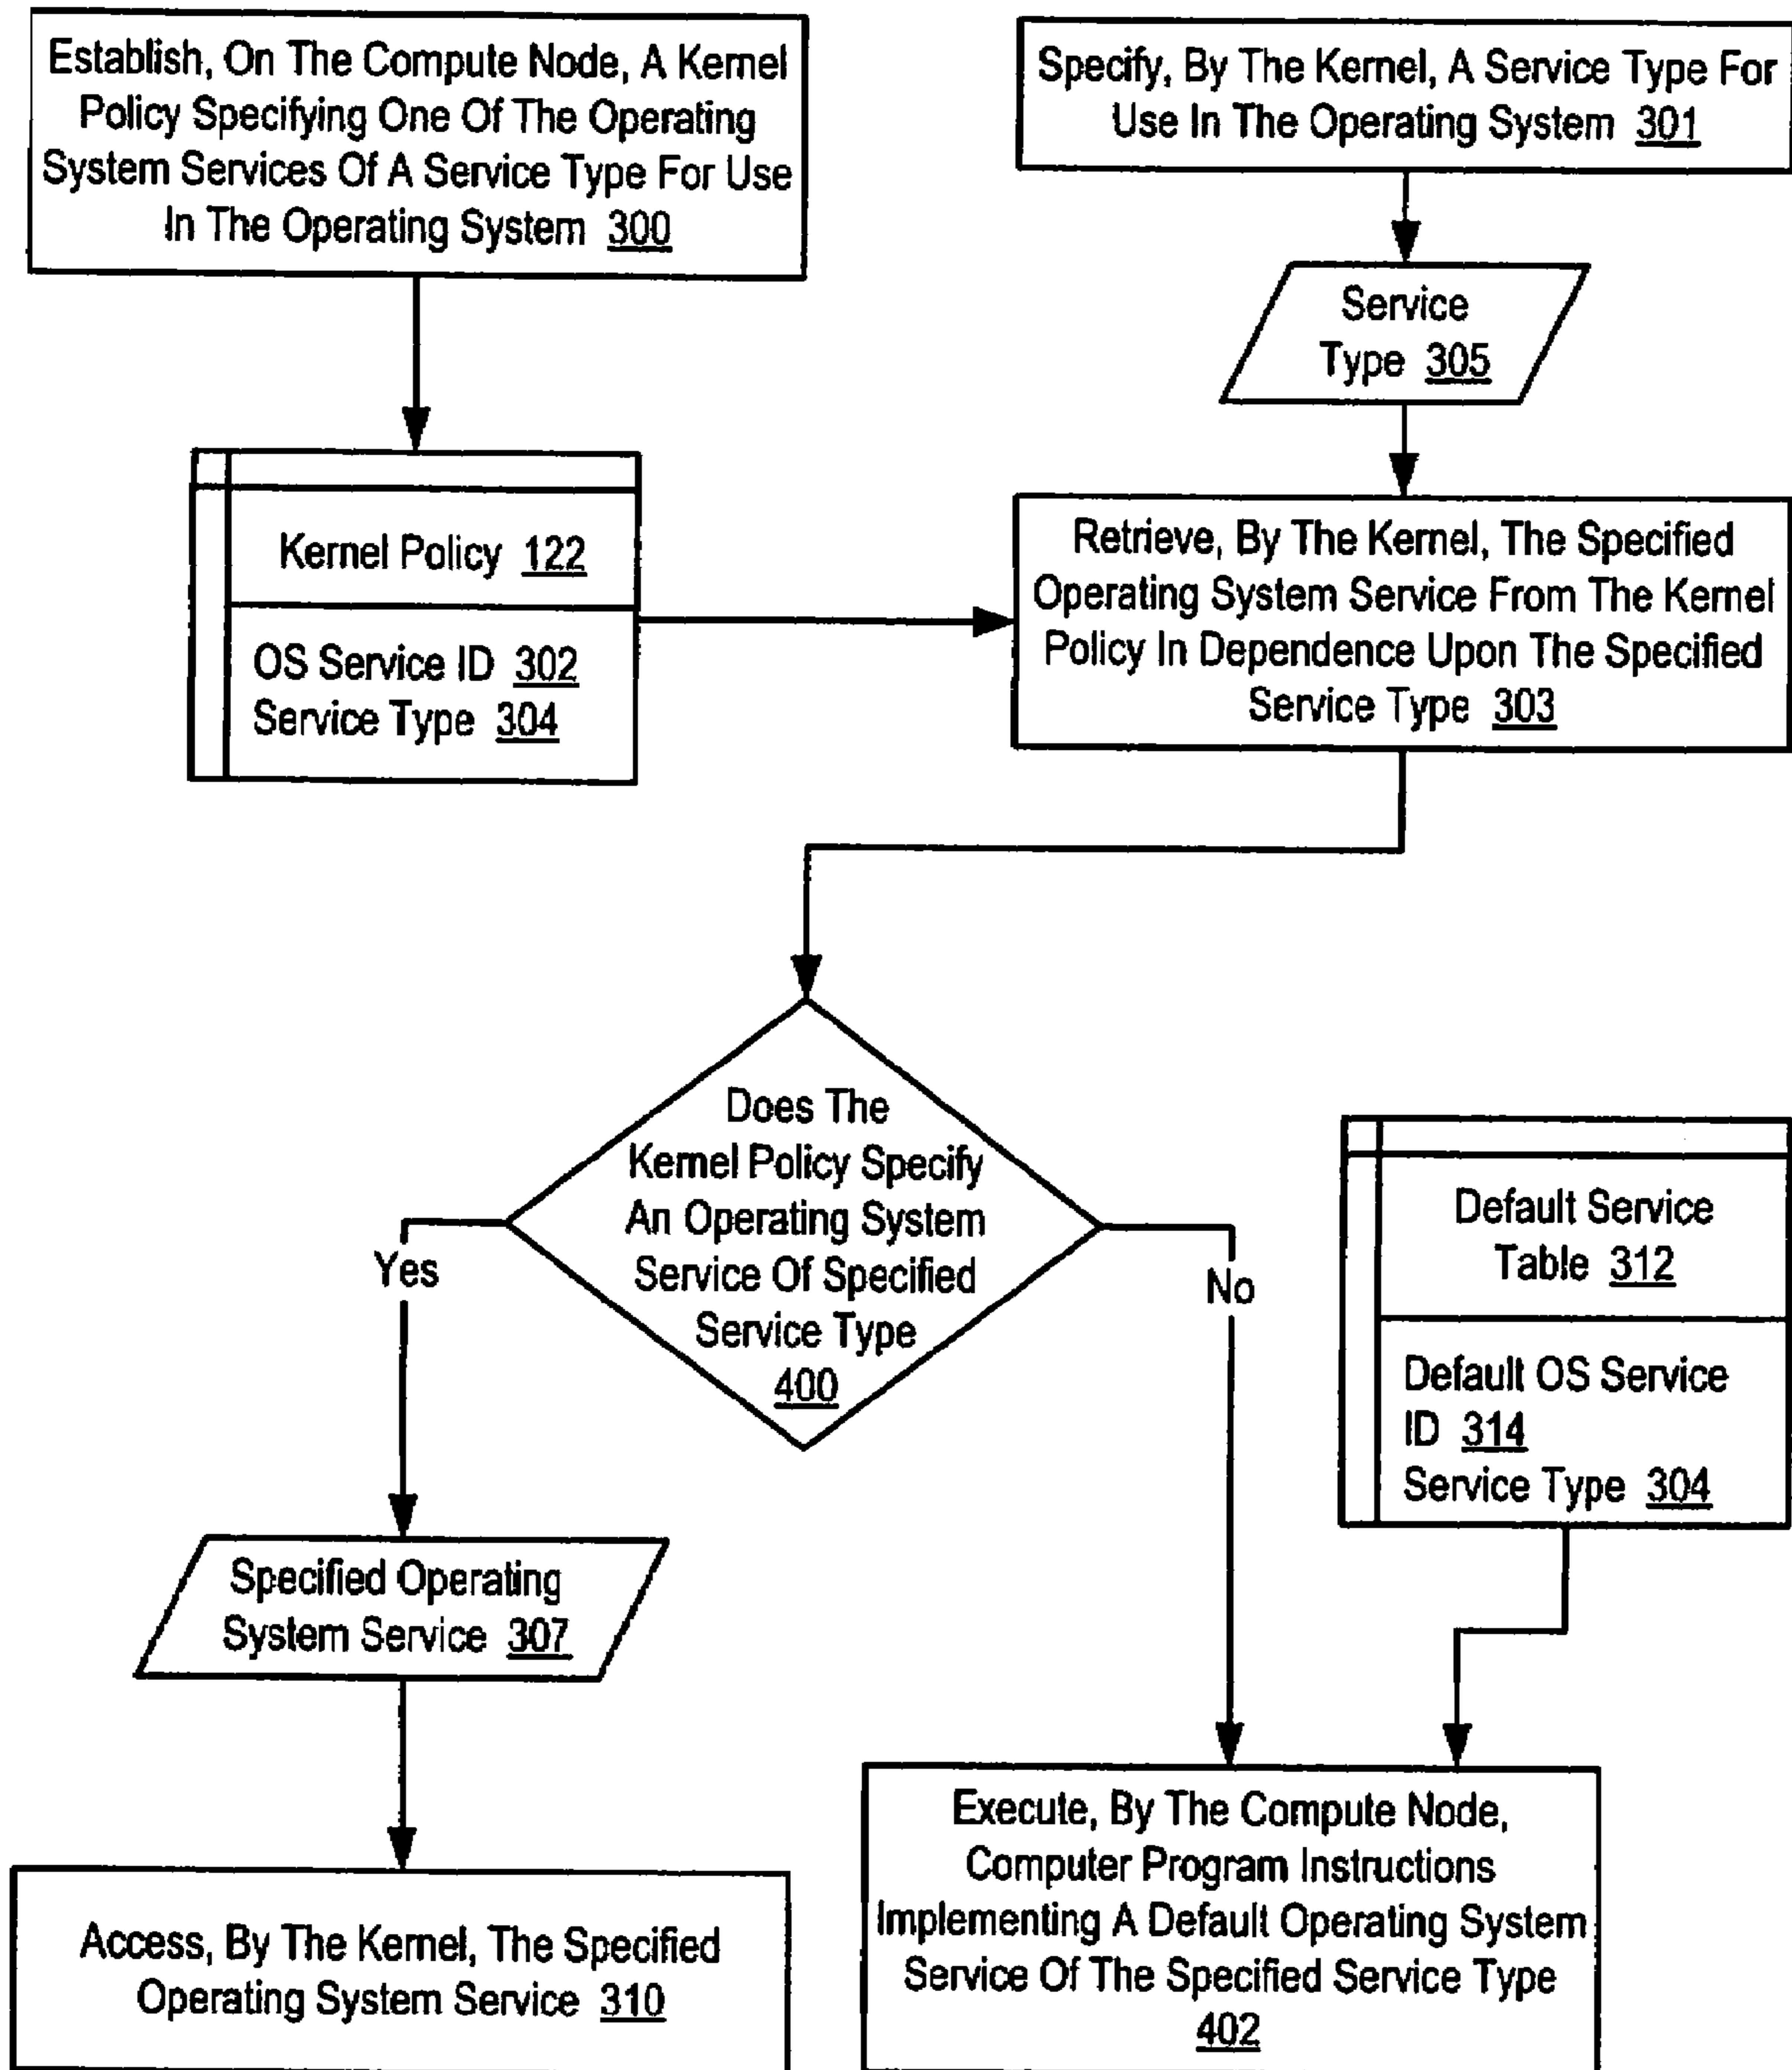 Establish, On The Compute Node, A Kernel
Policy Specifying One Of The Operating
System Services Of A Service Type For Use
In The Operating System 300
Specify, By The Kernel, A Service Type For
Use In The Operating System 301
Service
Type 305
Kernel Policy 122
OS Service ID 302
Service Type 304
Retrieve, By The Kernel, The Specified
Operating System Service From The Kernel
Policy In Dependence Upon The Specified
Service Type 303
Does The
Kernel Policy Specify
An Operating System
Service Of Specified
Service Type
400
Yes
No
Default Service
Table 312
Default OS Service
ID 314
Service Type 304
Specified Operating
System Service 307
Access, By The Kernel, The Specified
Operating System Service 310
Execute, By The Compute Node,
Computer Program Instructions
Implementing A Default Operating System
Service Of The Specified Service Type
402